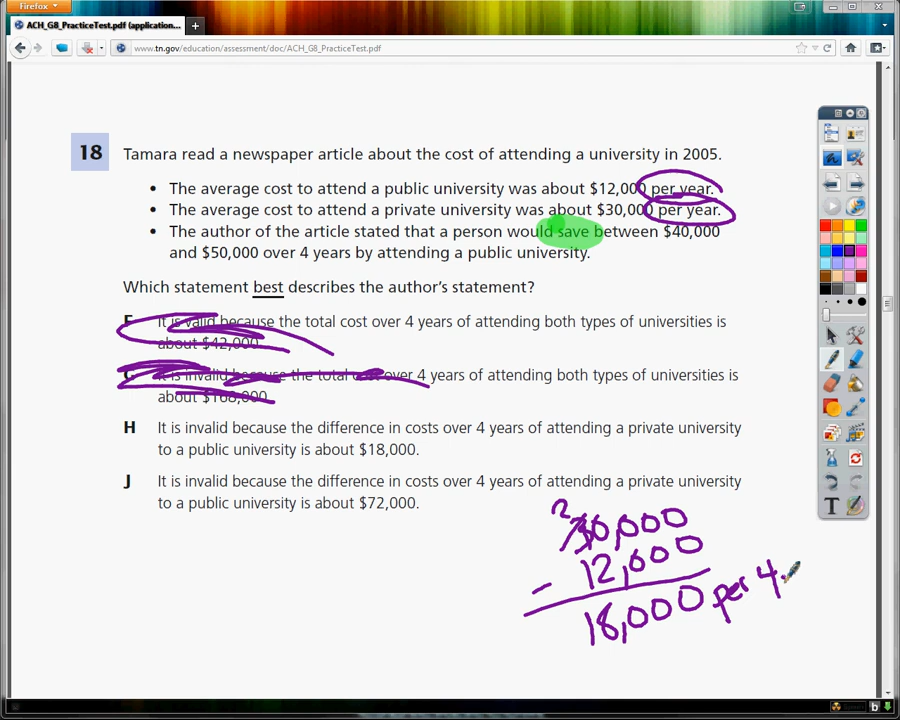 Firefox
ACH_G8_PracticeTest.pdf (application...
www.tn.gov/education/assessment/doc/ACH_G8_PracticeTest.pdf
18 Tamara read a newspaper article about the cost of attending a university in 2005.
• The average cost to attend a public university was about $12,000 per year.
• The average cost to attend a private university was about $30,000 per year.
• The author of the article stated that a person would save between $40,000
and $50,000 over 4 years by attending a public university.
Which statement best describes the author's statement?
F It is valid because the total cost over 4 years of attending both types of universities is
about $42,000.
G It is invalid because the total cost over 4 years of attending both types of universities is
about $168,000.
H It is invalid because the difference in costs over 4 years of attending a private university
to a public university is about $18,000.
J It is invalid because the difference in costs over 4 years of attending a private university
to a public university is about $72,000.
2
30,000
- 12,000
18,000 per 4
T
b